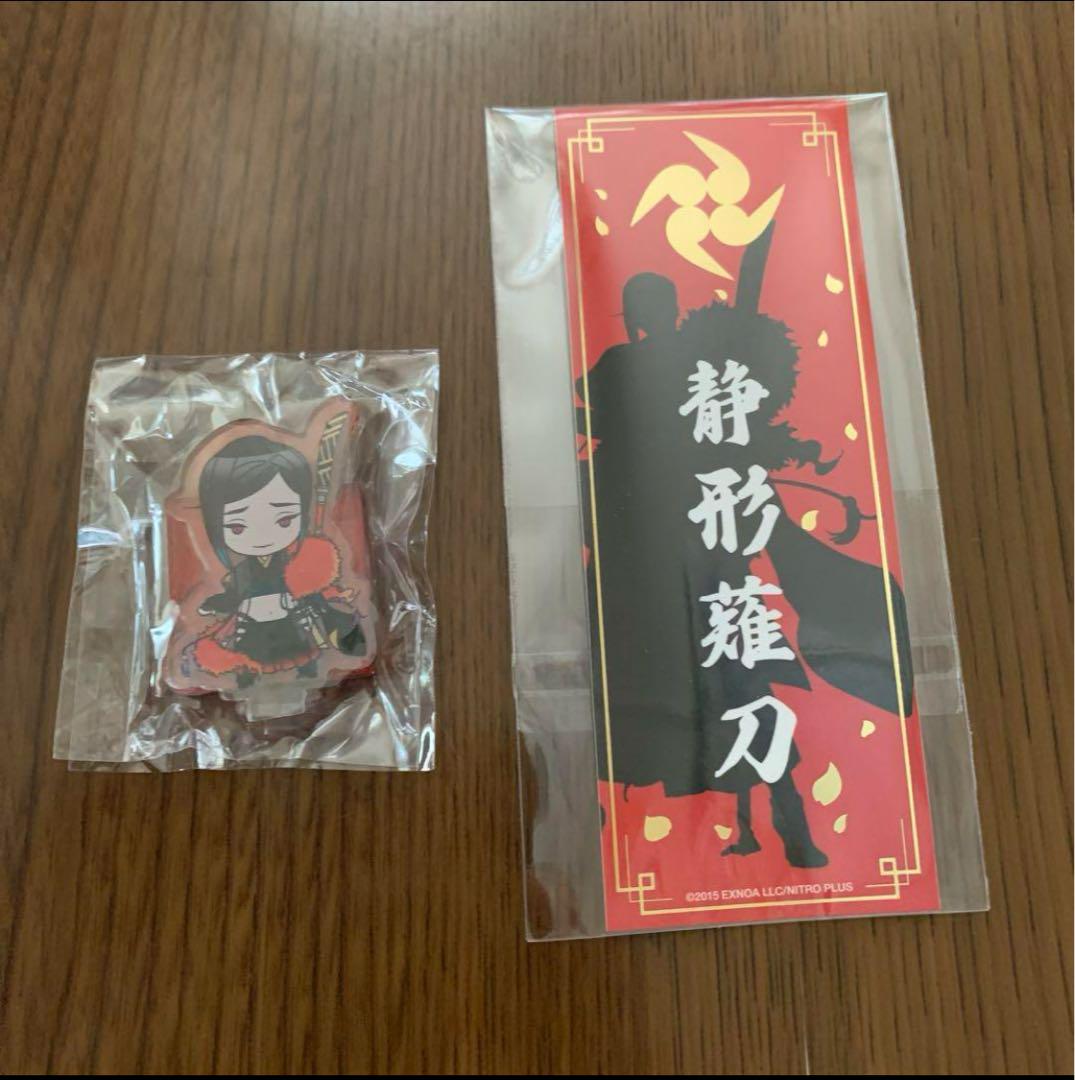 静形薙刀
©2015 EXNOA LLC/NITRO PLUS